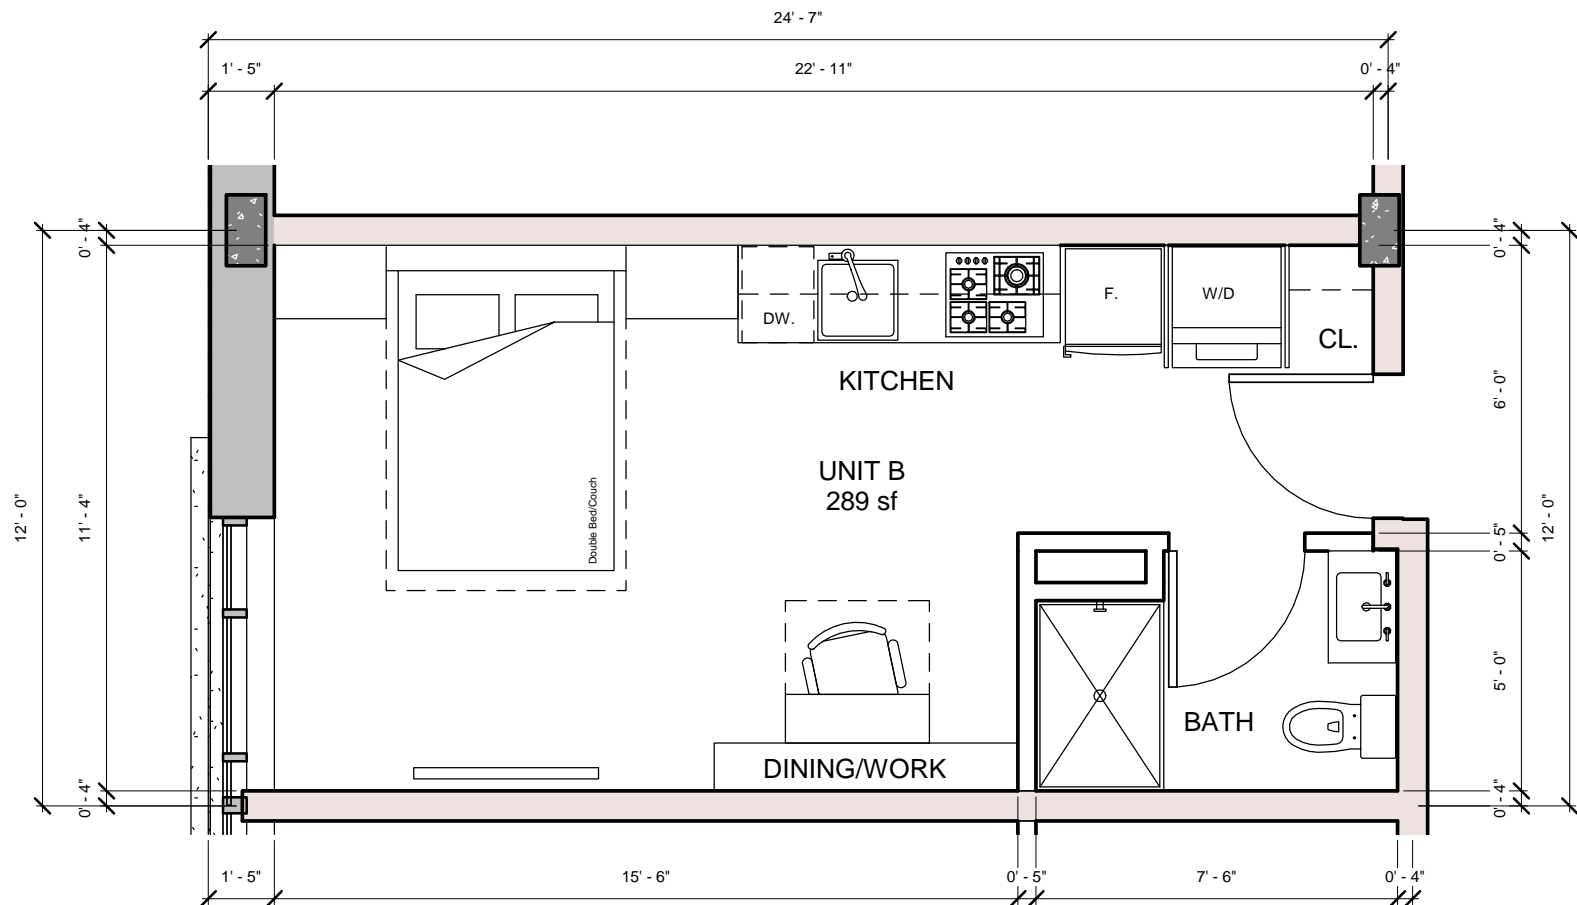 24' - 7"
1' - 5"
22' - 11"
0' - 4"
0' - 4"
0' - 4"
F.
W/D
DW.
CL.
KITCHEN
6' - 0"
UNIT B
289 sf
12' - 0"
11' - 4"
Double Bed/Couch
12' - 0"
0' - 5"
5' - 0"
BATH
DINING/WORK
0' - 4"
0' - 4"
1' - 5"
15' - 6"
0' - 5"
7' - 6"
0' - 4"